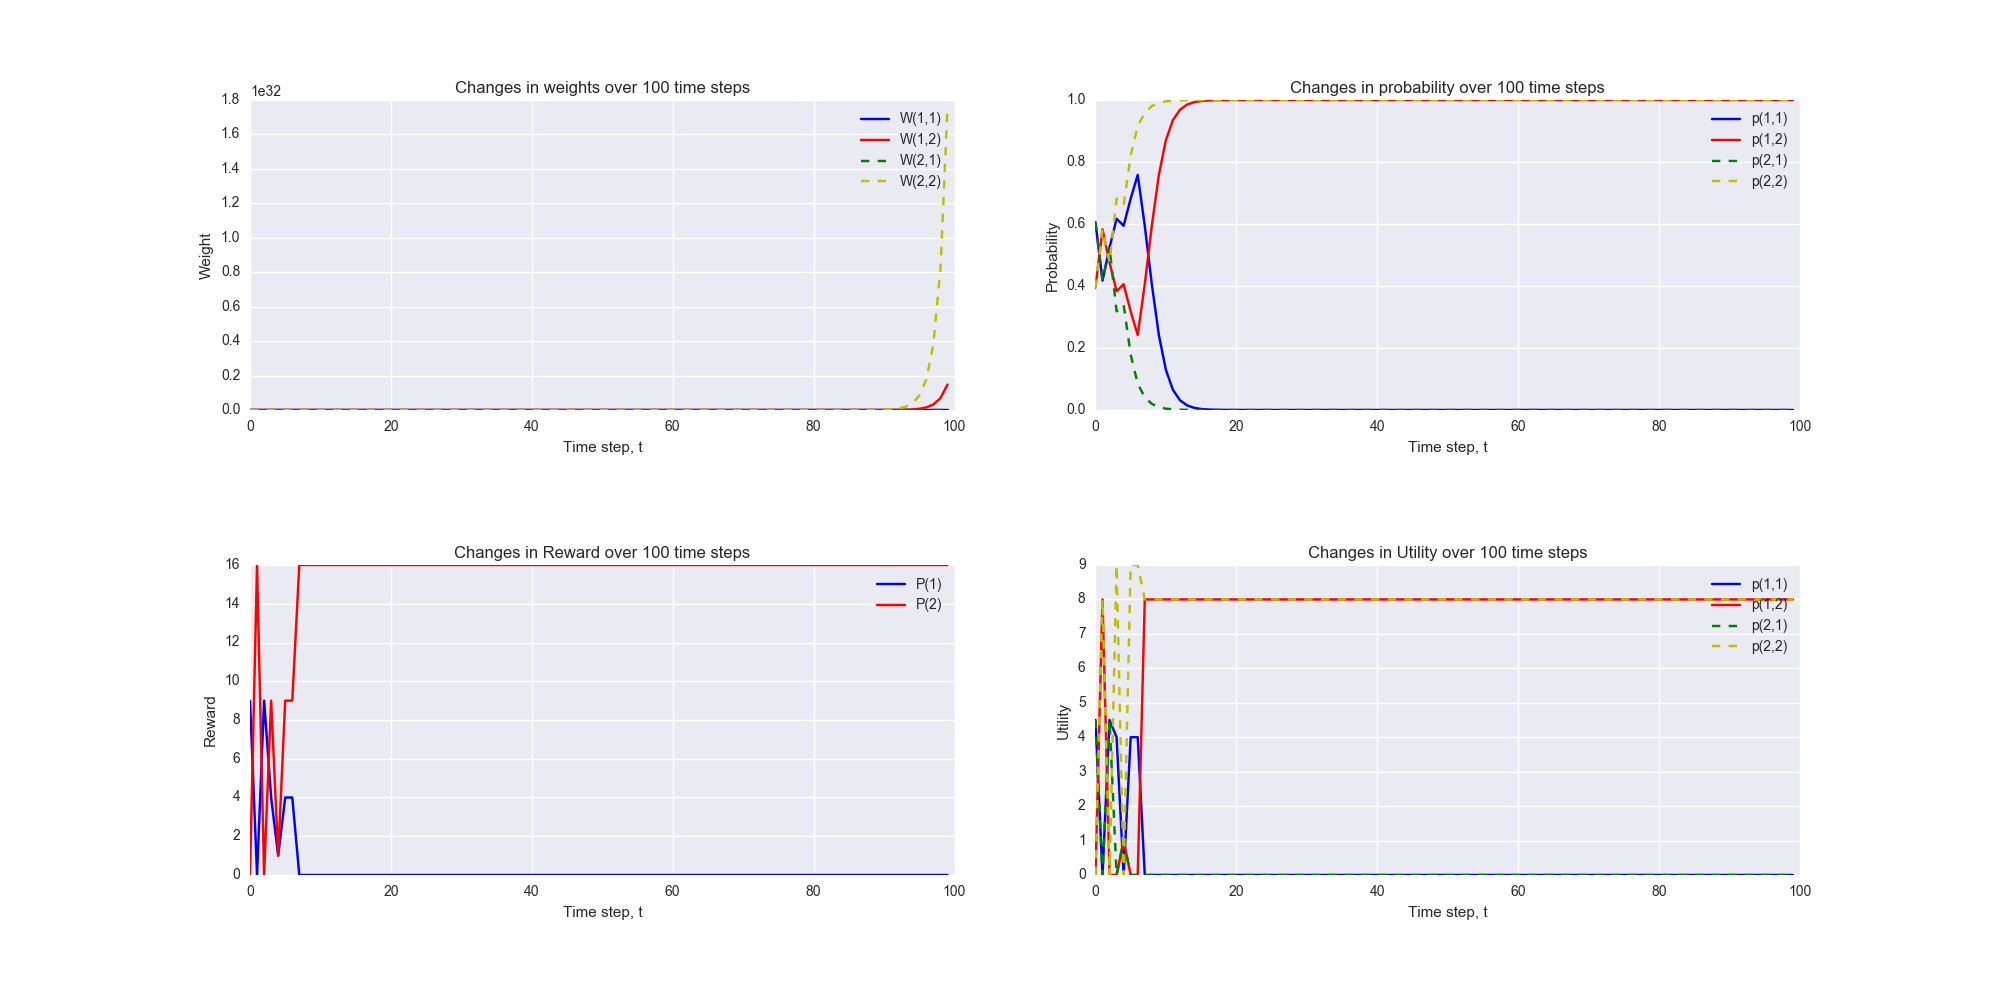 Changes in weights over 100 time steps
1e32
1.8
1.6
1.4
1.2
1.0
0.8
0.6
0.4
0.2
0.0
Weight
W(1,1)
W(1,2)
W(2,1)
W(2,2)
0 20 40 60 80 100
Time step, t
Changes in probability over 100 time steps
1.0
0.8
0.6
0.4
0.2
0.0
Probability
p(1,1)
p(1,2)
p(2,1)
p(2,2)
0 20 40 60 80 100
Time step, t
Changes in Reward over 100 time steps
16
14
12
10
8
6
4
2
0
Reward
P(1)
P(2)
0 20 40 60 80 100
Time step, t
Changes in Utility over 100 time steps
9
8
7
6
5
4
3
2
1
0
Utility
p(1,1)
p(1,2)
p(2,1)
p(2,2)
0 20 40 60 80 100
Time step, t